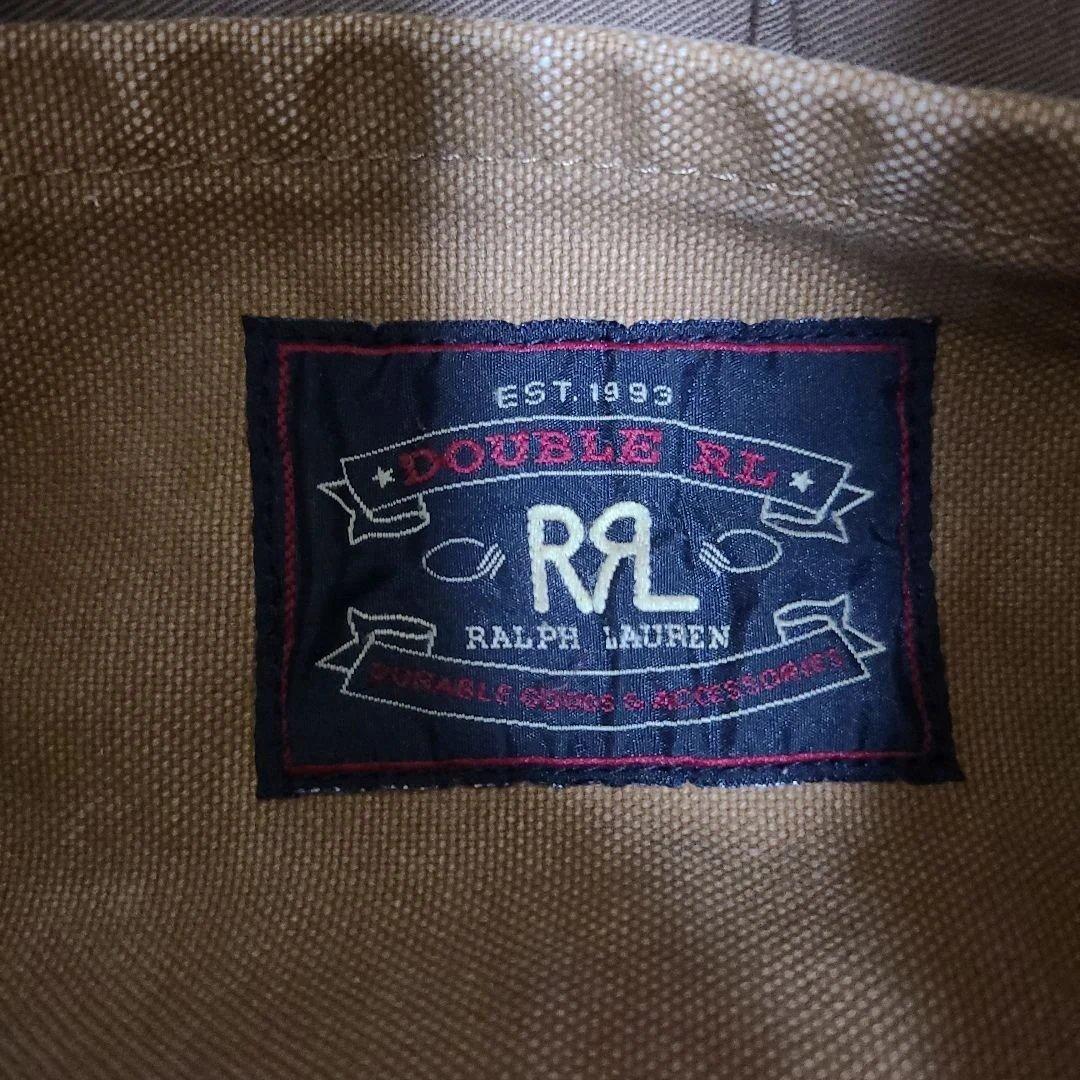 EST. 1993
DOUBLE RL
RRL
RALPH LAUREN
DURABLE GOODS & ACCESSORIES